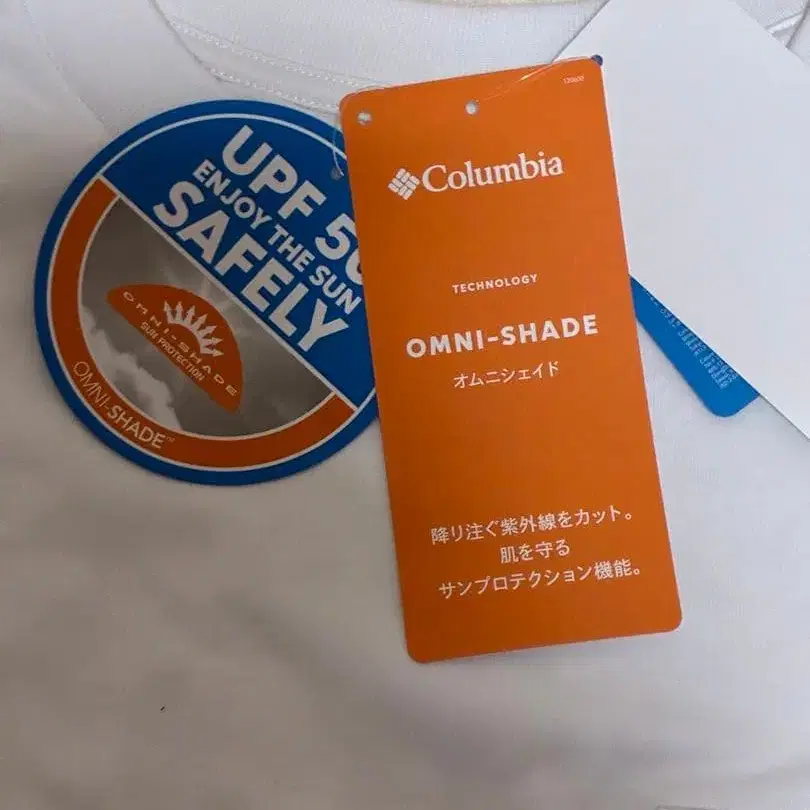 UPF 50
ENJOY THE SUN
SAFELY
OMNI-SHADE
SUN PROTECTION
OMNI-SHADE™
Columbia
TECHNOLOGY
OMNI-SHADE
オムニシェイド
降り注ぐ紫外線をカット。
肌を守る
サンプロテクション機能。